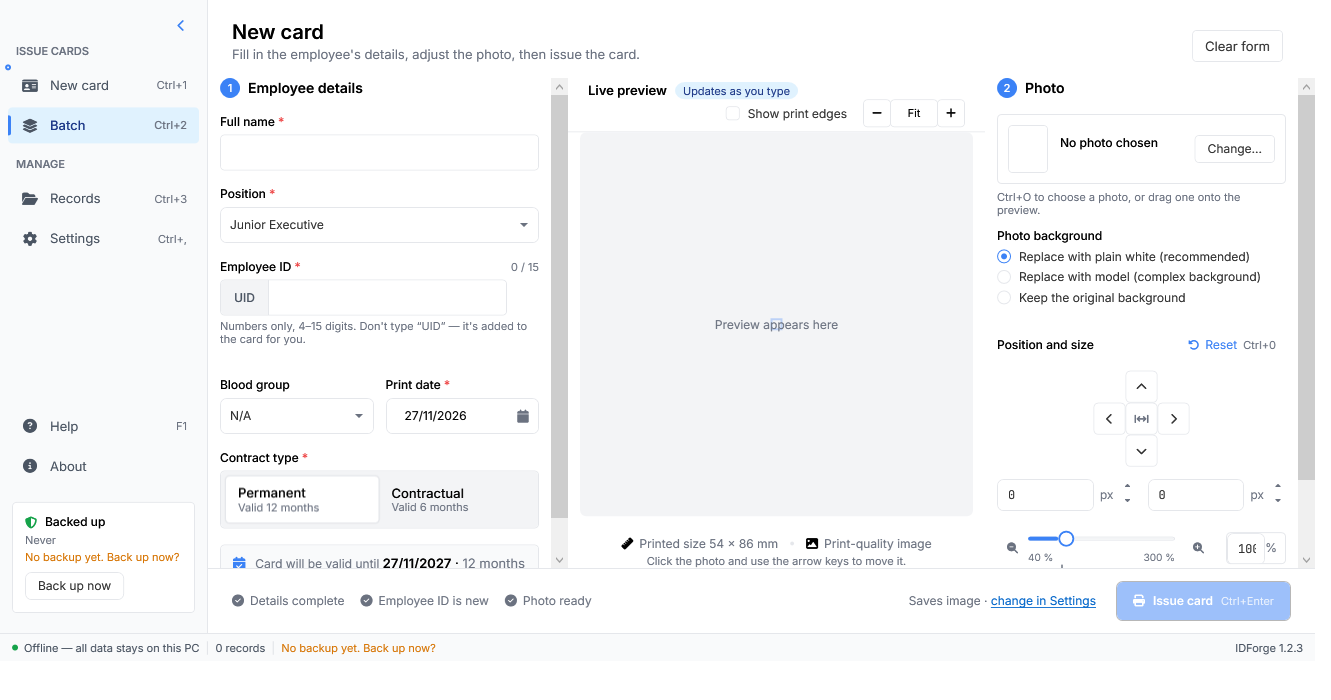 ISSUE CARDS
New card Ctrl+1
Batch Ctrl+2
MANAGE
Records Ctrl+3
Settings Ctrl+,
Help F1
About
Backed up
Never
No backup yet. Back up now?
Back up now
New card
Fill in the employee's details, adjust the photo, then issue the card.
Clear form
1 Employee details
Full name *
Position *
Junior Executive
Employee ID * 0 / 15
UID
Numbers only, 4–15 digits. Don't type “UID” — it's added to
the card for you.
Blood group Print date *
N/A 27/11/2026
Contract type *
Permanent Contractual
Valid 12 months Valid 6 months
Card will be valid until 27/11/2027 · 12 months
Live preview Updates as you type
Show print edges Fit
Preview appears here
Printed size 54 × 86 mm • Print-quality image
Click the photo and use the arrow keys to move it.
2 Photo
No photo chosen Change...
Ctrl+O to choose a photo, or drag one onto the
preview.
Photo background
Replace with plain white (recommended)
Replace with model (complex background)
Keep the original background
Position and size Reset Ctrl+0
0 px 0 px
40 % 300 % 100 %
Details complete Employee ID is new Photo ready
Saves image · change in Settings Issue card Ctrl+Enter
Offline — all data stays on this PC 0 records No backup yet. Back up now? IDForge 1.2.3